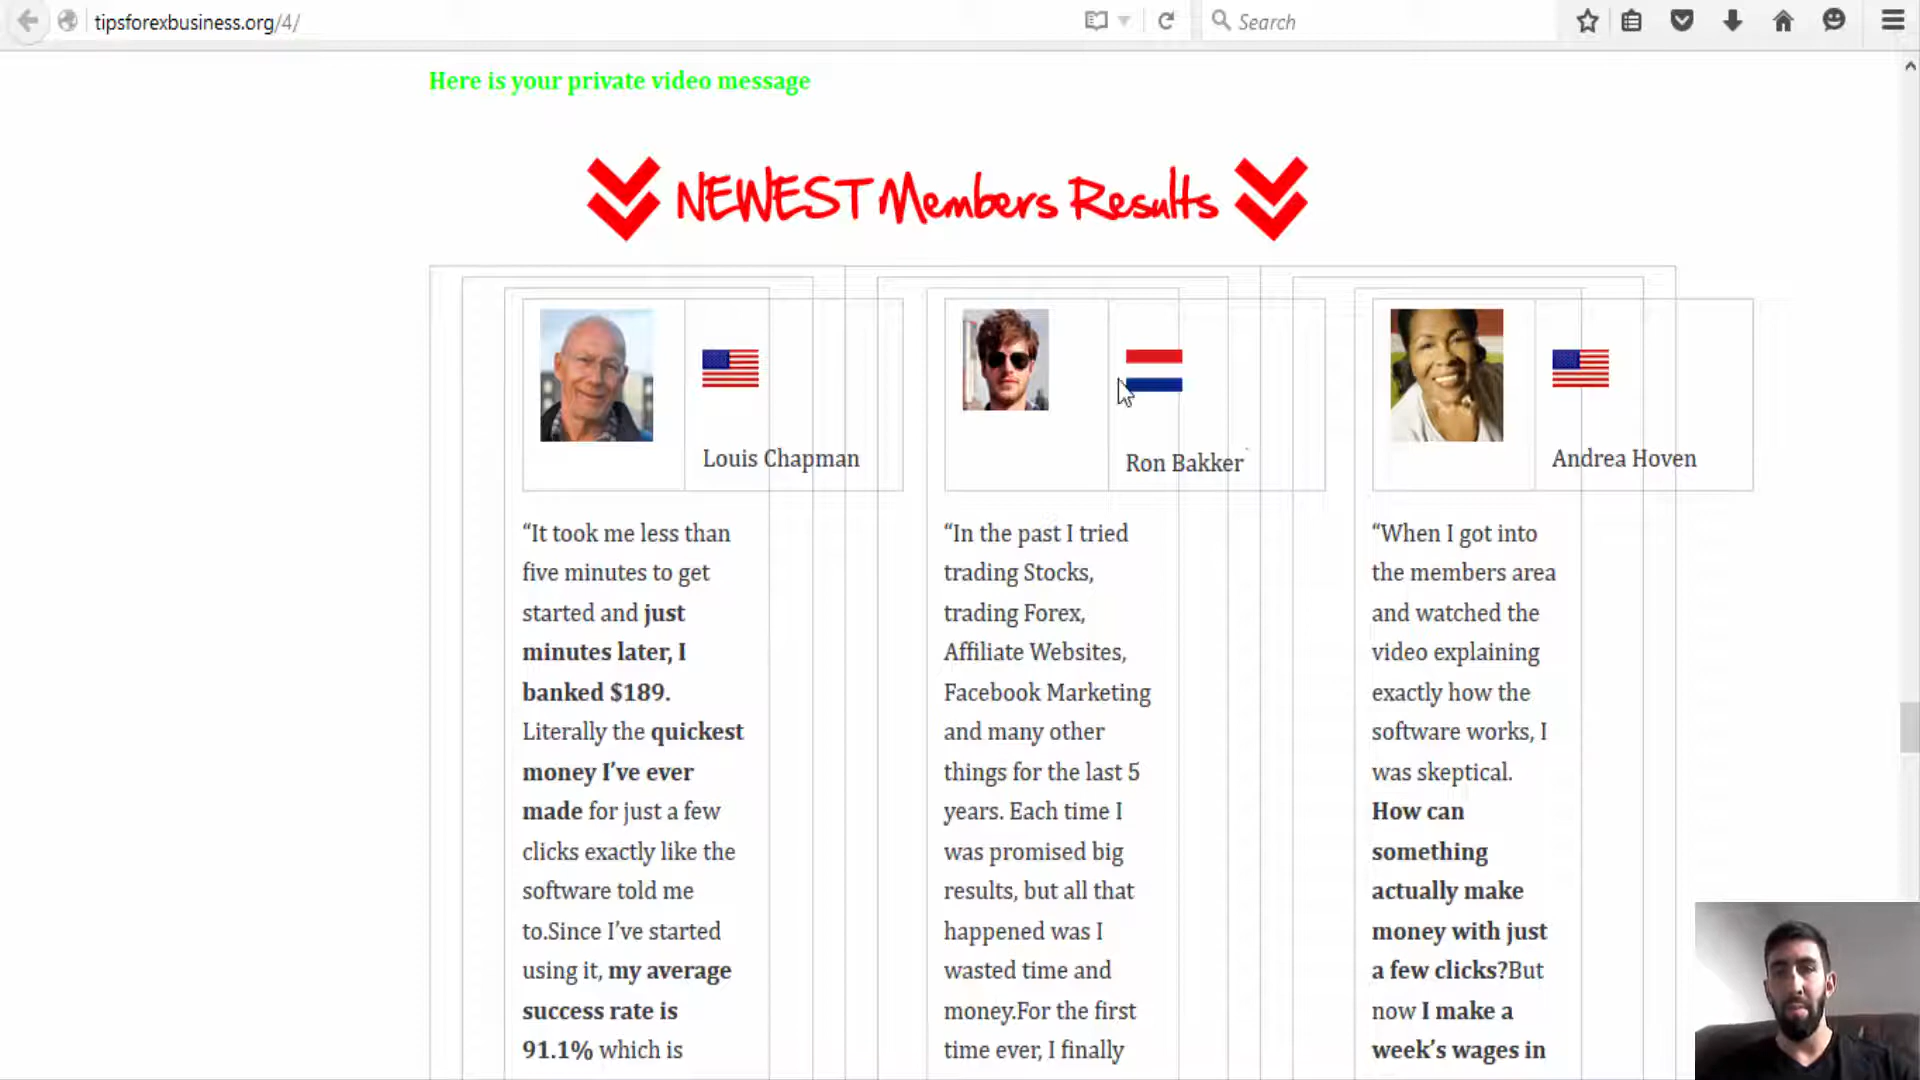 tipsforexbusiness.org/4/
Search
Here is your private video message
NEWEST Members Results
Louis Chapman
“It took me less than
five minutes to get
started and just
minutes later, I
banked $189.
Literally the quickest
money I’ve ever
made for just a few
clicks exactly like the
software told me
to.Since I’ve started
using it, my average
success rate is
91.1% which is
Ron Bakker`
“In the past I tried
trading Stocks,
trading Forex,
Affiliate Websites,
Facebook Marketing
and many other
things for the last 5
years. Each time I
was promised big
results, but all that
happened was I
wasted time and
money.For the first
time ever, I finally
Andrea Hoven
“When I got into
the members area
and watched the
video explaining
exactly how the
software works, I
was skeptical.
How can
something
actually make
money with just
a few clicks?But
now I make a
week’s wages in